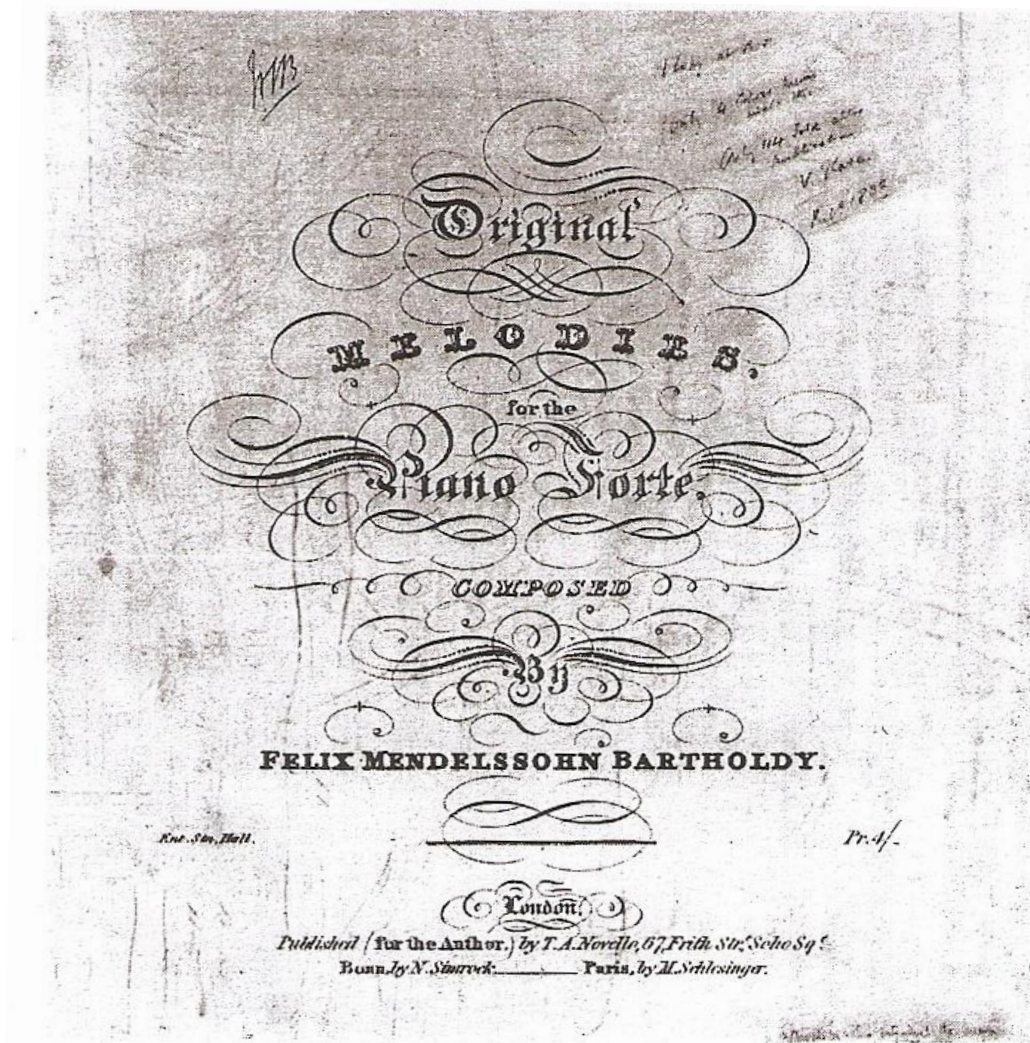 Original
MELODIES,
for the
Piano Forte,
COMPOSED
By
FELIX MENDELSSOHN BARTHOLDY.
Ent. Stn. Hall.
Pr. 4/-
London,
Published (for the Author,) by T. A. Novello, 67, Frith Str.t Soho Sq.e
Bonn, by N. Simrock. Paris, by M. Schlesinger.